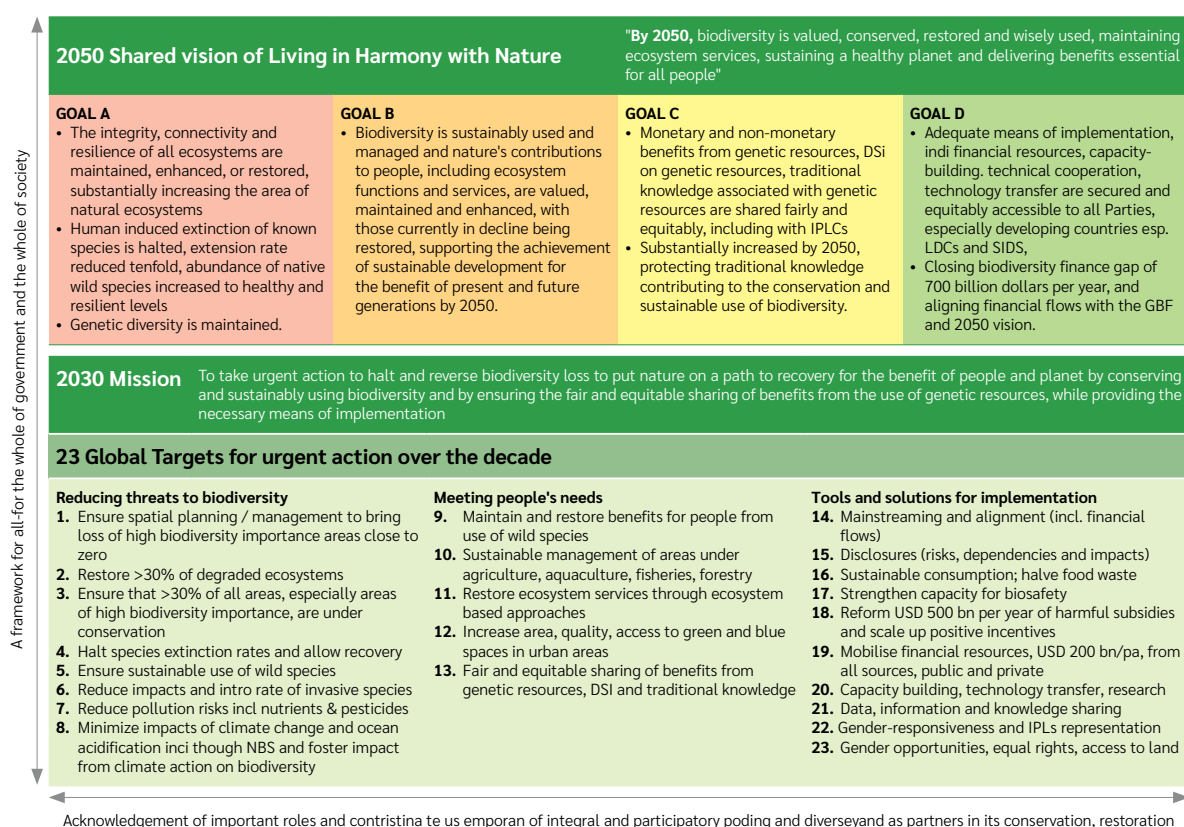 2050 Shared vision of Living in Harmony with Nature
"By 2050, biodiversity is valued, conserved, restored and wisely used, maintaining
ecosystem services, sustaining a healthy planet and delivering benefits essential
for all people"
GOAL A
• The integrity, connectivity and
resilience of all ecosystems are
maintained, enhanced, or restored,
substantially increasing the area of
natural ecosystems
• Human induced extinction of known
species is halted, extension rate
reduced tenfold, abundance of native
wild species increased to healthy and
resilient levels
• Genetic diversity is maintained.
GOAL B
• Biodiversity is sustainably used and
managed and nature's contributions
to people, including ecosystem
functions and services, are valued,
maintained and enhanced, with
those currently in decline being
restored, supporting the achievement
of sustainable development for
the benefit of present and future
generations by 2050.
GOAL C
• Monetary and non-monetary
benefits from genetic resources, DSi
on genetic resources, traditional
knowledge associated with genetic
resources are shared fairly and
equitably, including with IPLCs
• Substantially increased by 2050,
protecting traditional knowledge
contributing to the conservation and
sustainable use of biodiversity.
GOAL D
• Adequate means of implementation,
indi financial resources, capacity-
building. technical cooperation,
technology transfer are secured and
equitably accessible to all Parties,
especially developing countries esp.
LDCs and SIDS,
• Closing biodiversity finance gap of
700 billion dollars per year, and
aligning financial flows with the GBF
and 2050 vision.
A framework for all-for the whole of government and the whole of society
2030 Mission
To take urgent action to halt and reverse biodiversity loss to put nature on a path to recovery for the benefit of people and planet by conserving
and sustainably using biodiversity and by ensuring the fair and equitable sharing of benefits from the use of genetic resources, while providing the
necessary means of implementation
23 Global Targets for urgent action over the decade
Reducing threats to biodiversity
1. Ensure spatial planning / management to bring
loss of high biodiversity importance areas close to
zero
2. Restore >30% of degraded ecosystems
3. Ensure that >30% of all areas, especially areas
of high biodiversity importance, are under
conservation
4. Halt species extinction rates and allow recovery
5. Ensure sustainable use of wild species
6. Reduce impacts and intro rate of invasive species
7. Reduce pollution risks incl nutrients & pesticides
8. Minimize impacts of climate change and ocean
acidification inci though NBS and foster impact
from climate action on biodiversity
Meeting people's needs
9. Maintain and restore benefits for people from
use of wild species
10. Sustainable management of areas under
agriculture, aquaculture, fisheries, forestry
11. Restore ecosystem services through ecosystem
based approaches
12. Increase area, quality, access to green and blue
spaces in urban areas
13. Fair and equitable sharing of benefits from
genetic resources, DSI and traditional knowledge
Tools and solutions for implementation
14. Mainstreaming and alignment (incl. financial
flows)
15. Disclosures (risks, dependencies and impacts)
16. Sustainable consumption; halve food waste
17. Strengthen capacity for biosafety
18. Reform USD 500 bn per year of harmful subsidies
and scale up positive incentives
19. Mobilise financial resources, USD 200 bn/pa, from
all sources, public and private
20. Capacity building, technology transfer, research
21. Data, information and knowledge sharing
22. Gender-responsiveness and IPLs representation
23. Gender opportunities, equal rights, access to land
Acknowledgement of important roles and contristina te us emporan of integral and participatory poding and diverseyand as partners in its conservation, restoration